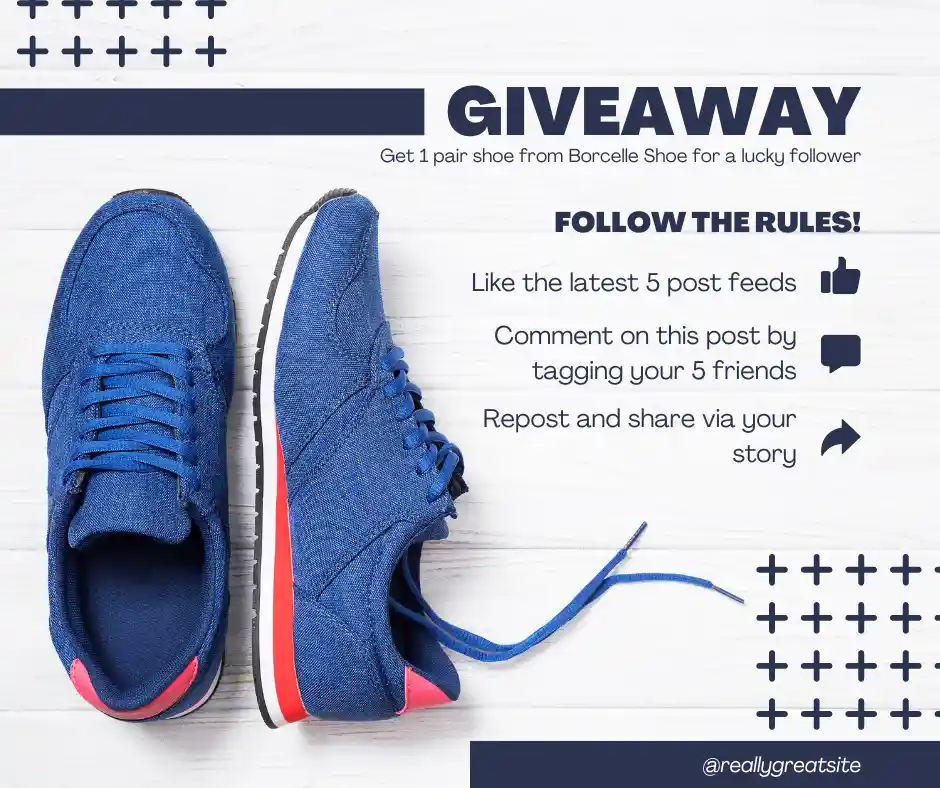 GIVEAWAY
Get 1 pair shoe from Borcelle Shoe for a lucky follower
FOLLOW THE RULES!
Like the latest 5 post feeds
Comment on this post by
tagging your 5 friends
Repost and share via your
story
@reallygreatsite